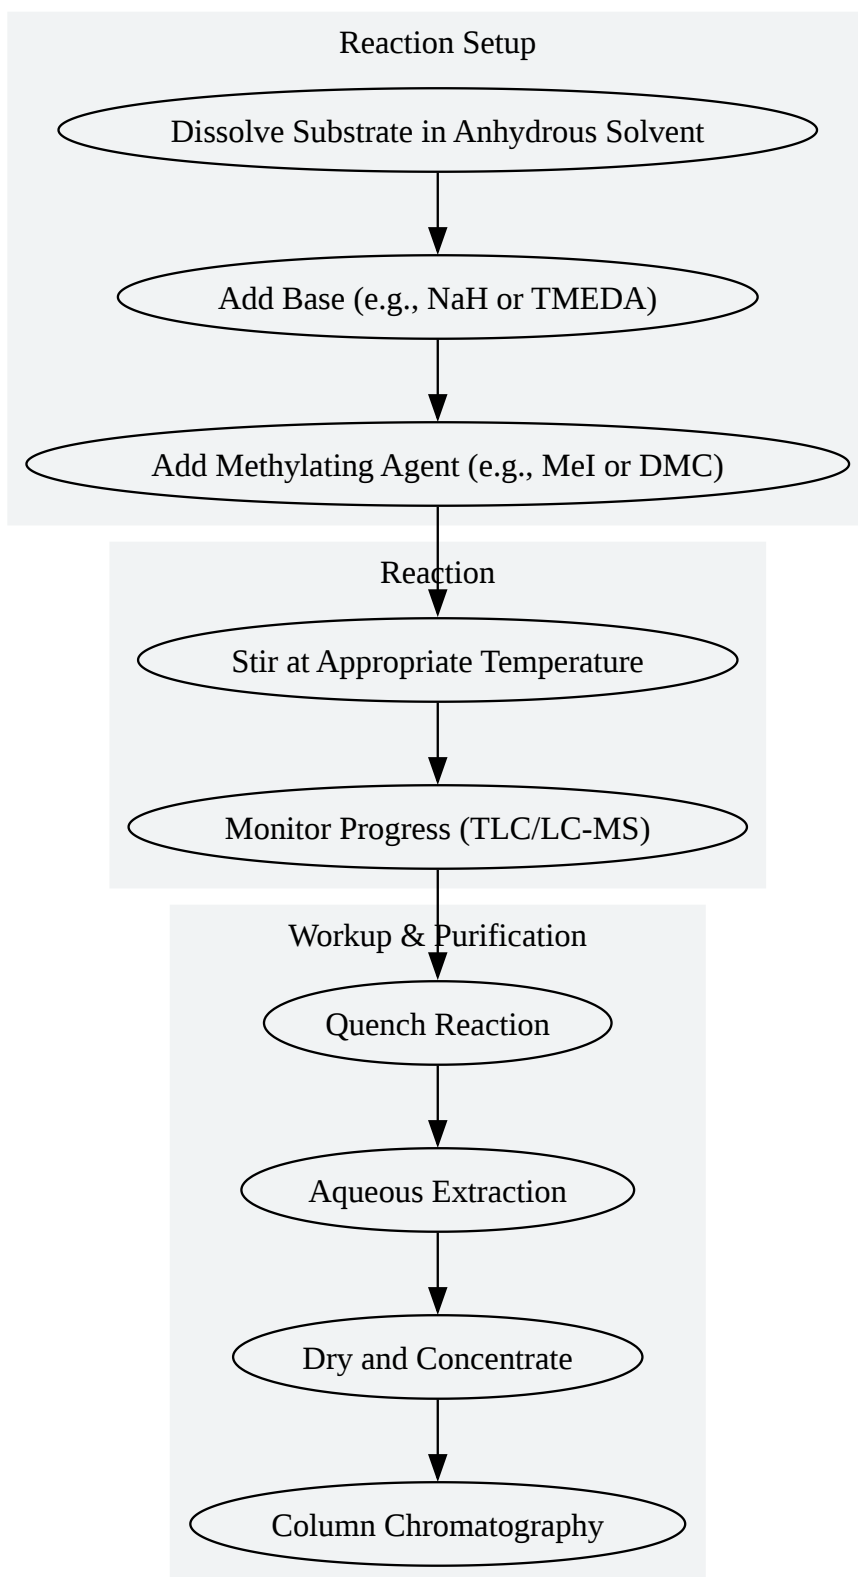 Reaction Setup
Dissolve Substrate in Anhydrous Solvent
Add Base (e.g., NaH or TMEDA)
Add Methylating Agent (e.g., MeI or DMC)
Reaction
Stir at Appropriate Temperature
Monitor Progress (TLC/LC-MS)
Workup & Purification
Quench Reaction
Aqueous Extraction
Dry and Concentrate
Column Chromatography